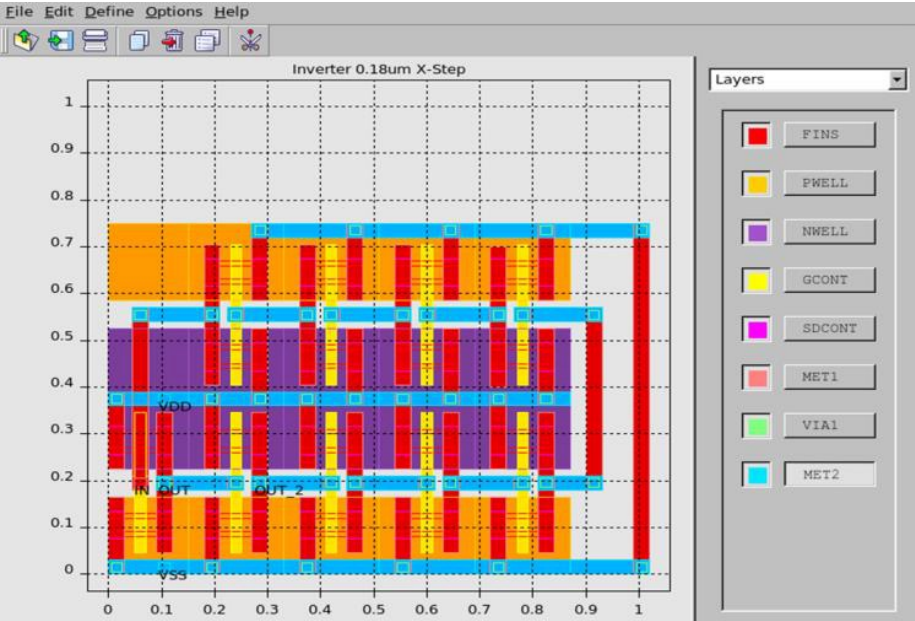 File Edit Define Options Help
Inverter 0.18um X-Step
Layers
1
0.9
0.8
0.7
0.6
0.5
0.4
0.3
0.2
0.1
0
VDD
IN OUT
OUT_2
VSS
0 0.1 0.2 0.3 0.4 0.5 0.6 0.7 0.8 0.9 1
FINS
PWELL
NWELL
GCONT
SDCONT
MET1
VIA1
MET2